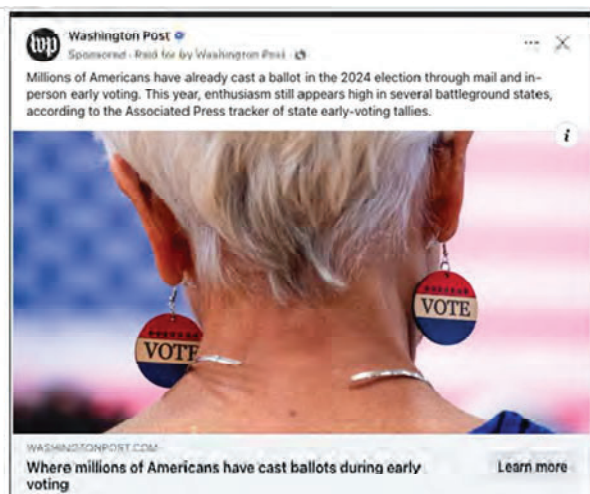 wp
Washington Post
Sponsored · Paid for by Washington Post ·
Millions of Americans have already cast a ballot in the 2024 election through mail and in-
person early voting. This year, enthusiasm still appears high in several battleground states,
according to the Associated Press tracker of state early-voting tallies.
i
VOTE
VOTE
WASHINGTONPOST.COM
Where millions of Americans have cast ballots during early
voting
Learn more